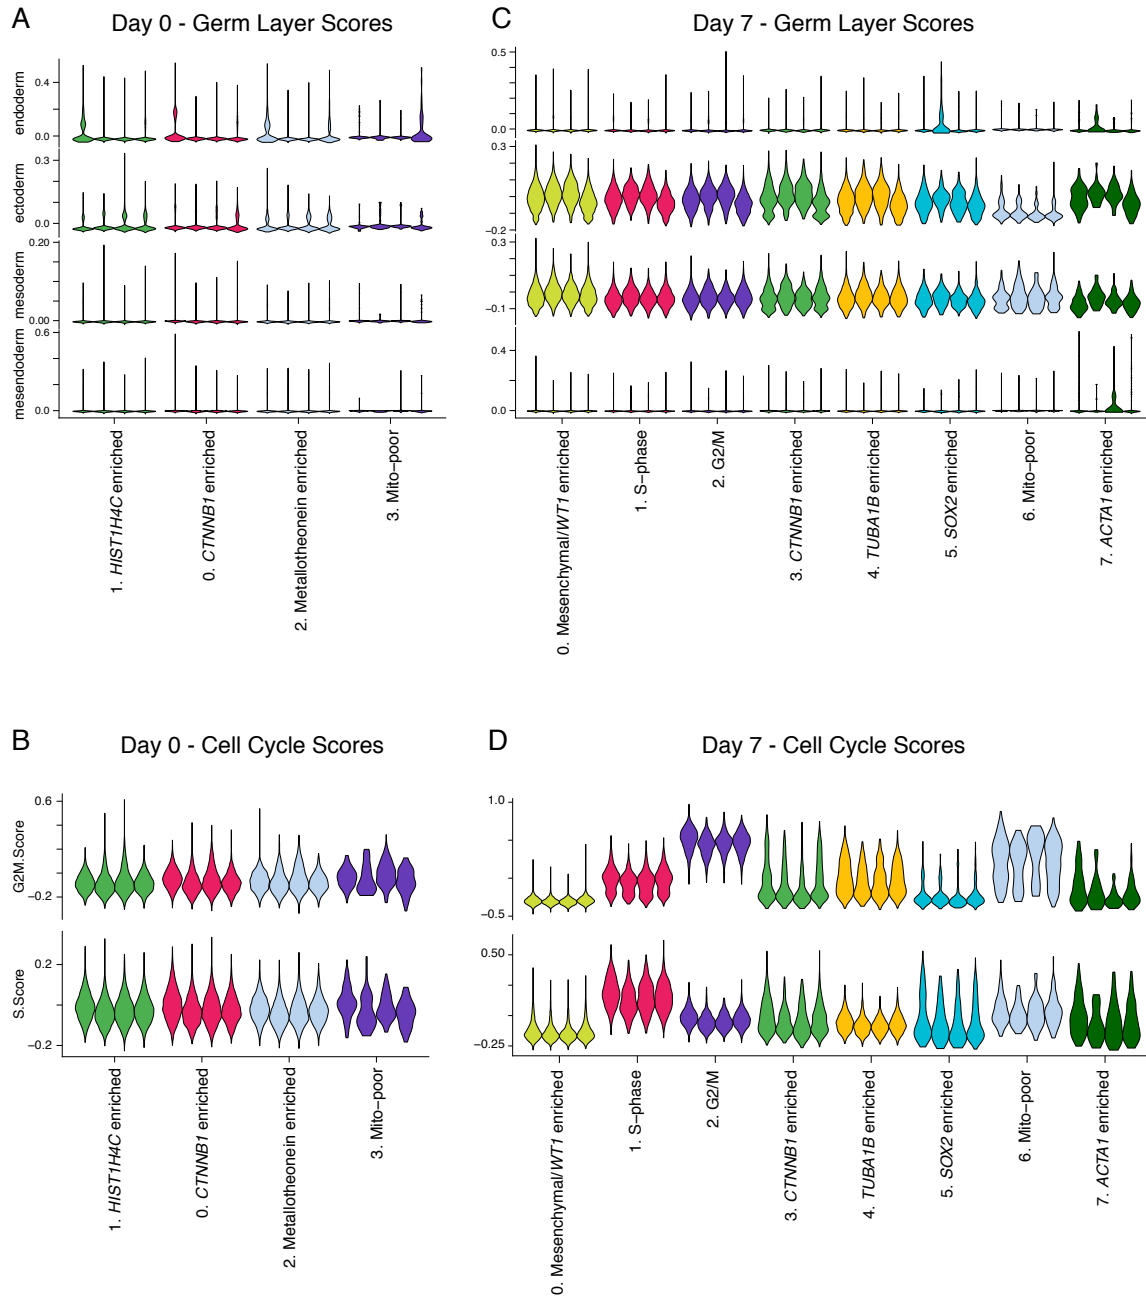 A
Day 0 - Germ Layer Scores
endoderm
0.4
0.0
ectoderm
0.3
0.0
mesoderm
0.20
0.00
mesendoderm
0.6
0.0
1. HIST1H4C enriched
0. CTNNB1 enriched
2. Metallotheonein enriched
3. Mito−poor
C
Day 7 - Germ Layer Scores
0.5
0.0
0.3
−0.2
0.3
−0.1
0.4
0.0
0. Mesenchymal/WT1 enriched
1. S−phase
2. G2/M
3. CTNNB1 enriched
4. TUBA1B enriched
5. SOX2 enriched
6. Mito−poor
7. ACTA1 enriched
B
Day 0 - Cell Cycle Scores
G2M.Score
0.6
−0.2
S.Score
0.2
−0.2
1. HIST1H4C enriched
0. CTNNB1 enriched
2. Metallotheonein enriched
3. Mito−poor
D
Day 7 - Cell Cycle Scores
1.0
−0.5
0.50
−0.25
0. Mesenchymal/WT1 enriched
1. S−phase
2. G2/M
3. CTNNB1 enriched
4. TUBA1B enriched
5. SOX2 enriched
6. Mito−poor
7. ACTA1 enriched